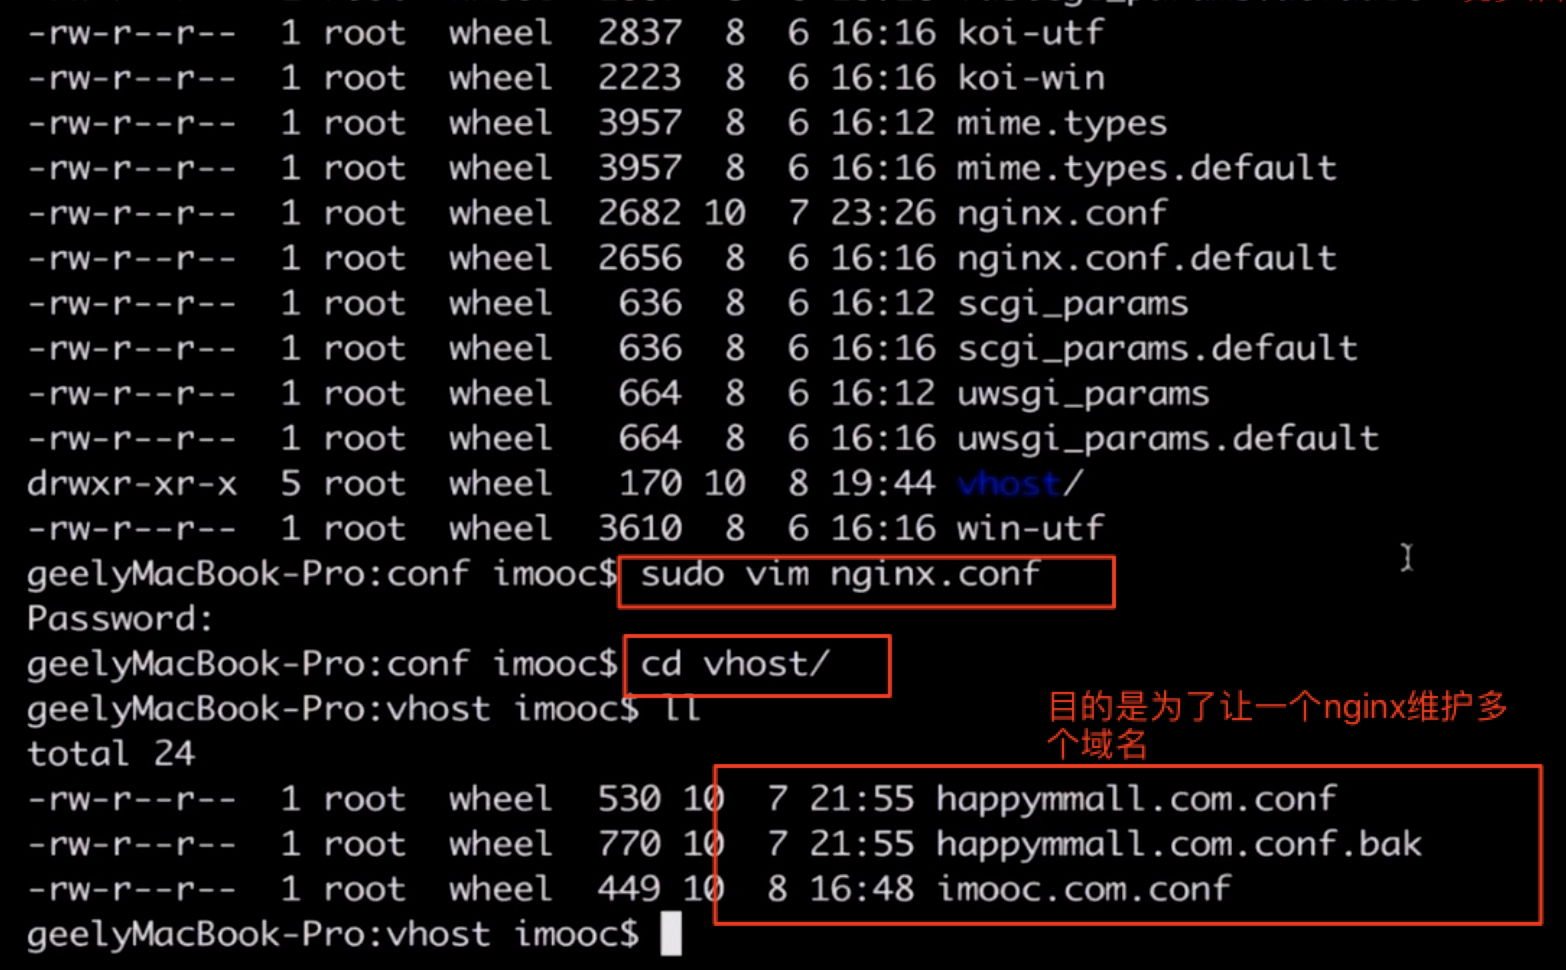 -rw-r--r--  1 root  wheel  2837  8  6 16:16 koi-utf
-rw-r--r--  1 root  wheel  2223  8  6 16:16 koi-win
-rw-r--r--  1 root  wheel  3957  8  6 16:12 mime.types
-rw-r--r--  1 root  wheel  3957  8  6 16:16 mime.types.default
-rw-r--r--  1 root  wheel  2682 10  7 23:26 nginx.conf
-rw-r--r--  1 root  wheel  2656  8  6 16:16 nginx.conf.default
-rw-r--r--  1 root  wheel   636  8  6 16:12 scgi_params
-rw-r--r--  1 root  wheel   636  8  6 16:16 scgi_params.default
-rw-r--r--  1 root  wheel   664  8  6 16:12 uwsgi_params
-rw-r--r--  1 root  wheel   664  8  6 16:16 uwsgi_params.default
drwxr-xr-x  5 root  wheel   170 10  8 19:44 vhost/
-rw-r--r--  1 root  wheel  3610  8  6 16:16 win-utf
geelyMacBook-Pro:conf imooc$ sudo vim nginx.conf
Password:
geelyMacBook-Pro:conf imooc$ cd vhost/
geelyMacBook-Pro:vhost imooc$ ll
目的是为了让一个nginx维护多
个域名
total 24
-rw-r--r--  1 root  wheel  530 10  7 21:55 happymmall.com.conf
-rw-r--r--  1 root  wheel  770 10  7 21:55 happymmall.com.conf.bak
-rw-r--r--  1 root  wheel  449 10  8 16:48 imooc.com.conf
geelyMacBook-Pro:vhost imooc$